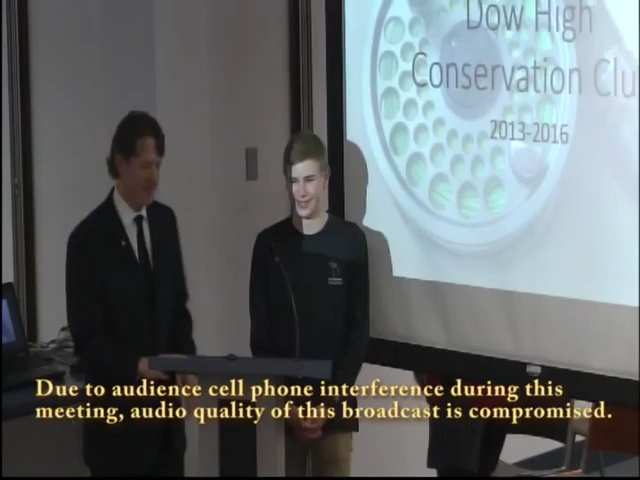 Dow High
Conservation Clu
2013-2016
Due to audience cell phone interference during this
meeting, audio quality of this broadcast is compromised.